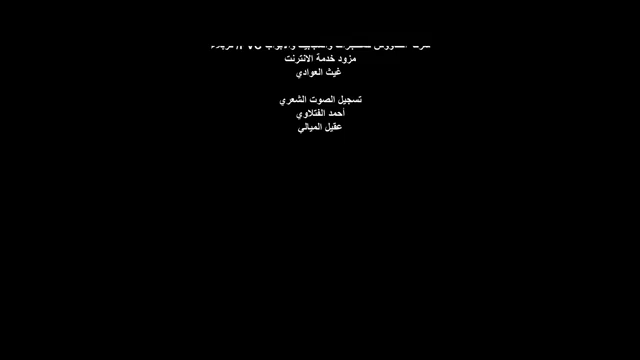 مزود خدمة الانترنت
غيث العوادي
تسجيل الصوت الشعري
أحمد الفتلاوي
عقيل الميالي